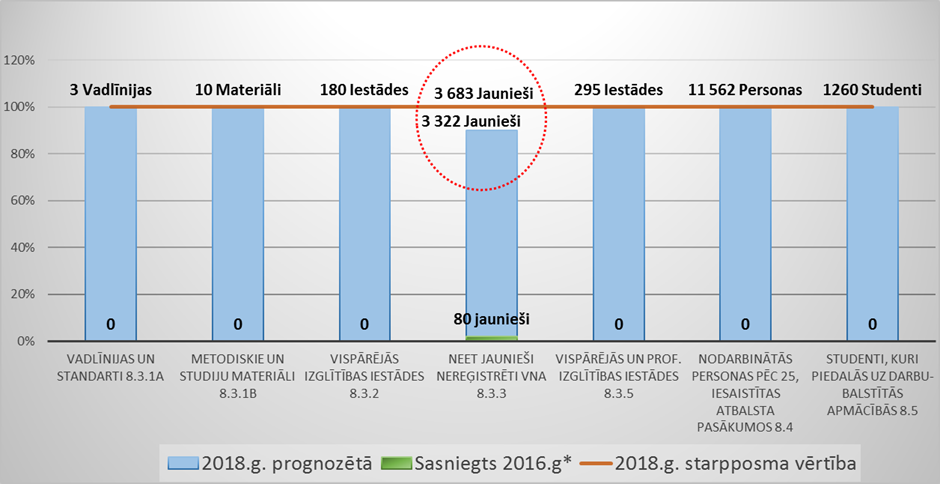 120%
3 Vadlīnijas
10 Materiāli
180 Iestādes
3 683 Jaunieši
295 Iestādes
11 562 Personas
1260 Studenti
100%
3 322 Jaunieši
80%
60%
40%
20%
0
0
0
80 jaunieši
0
0
0
0%
VADLĪNIJAS UN
STANDARTI 8.3.1A
METODISKIE UN
STUDIJU MATERIĀLI
8.3.1B
VISPĀRĒJĀS
IZGLĪTĪBAS IESTĀDES
8.3.2
NEET JAUNIEŠI
NEREĢISTRĒTI VNA
8.3.3
VISPĀRĒJĀS UN PROF.
IZGLĪTĪBAS IESTĀDES
8.3.5
NODARBINĀTĀS
PERSONAS PĒC 25,
IESAISTĪTAS
ATBALSTA
PASĀKUMOS 8.4
STUDENTI, KURI
PIEDALĀS UZ DARBU-
BALSTĪTĀS
APMĀCĪBĀS 8.5
2018.g. prognozētā
Sasniegts 2016.g*
2018.g. starpposma vērtība